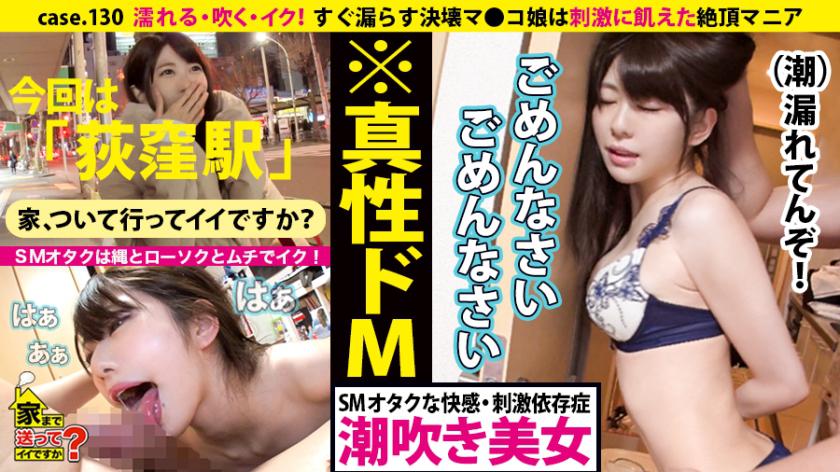 case.130 濡れる・吹く・イク! すぐ漏らす決壊マ●コ娘は刺激に飢えた絶頂マニア
今回は
「荻窪駅」
家、ついて行ってイイですか?
SMオタクは縄とローソクとムチでイク!
はぁ
はぁ
あぁ
家まで
送って
イイですか?
※真性ドM
ごめんなさい
ごめんなさい
(潮)漏れてんぞ!
SMオタクな快感・刺激依存症
潮吹き美女